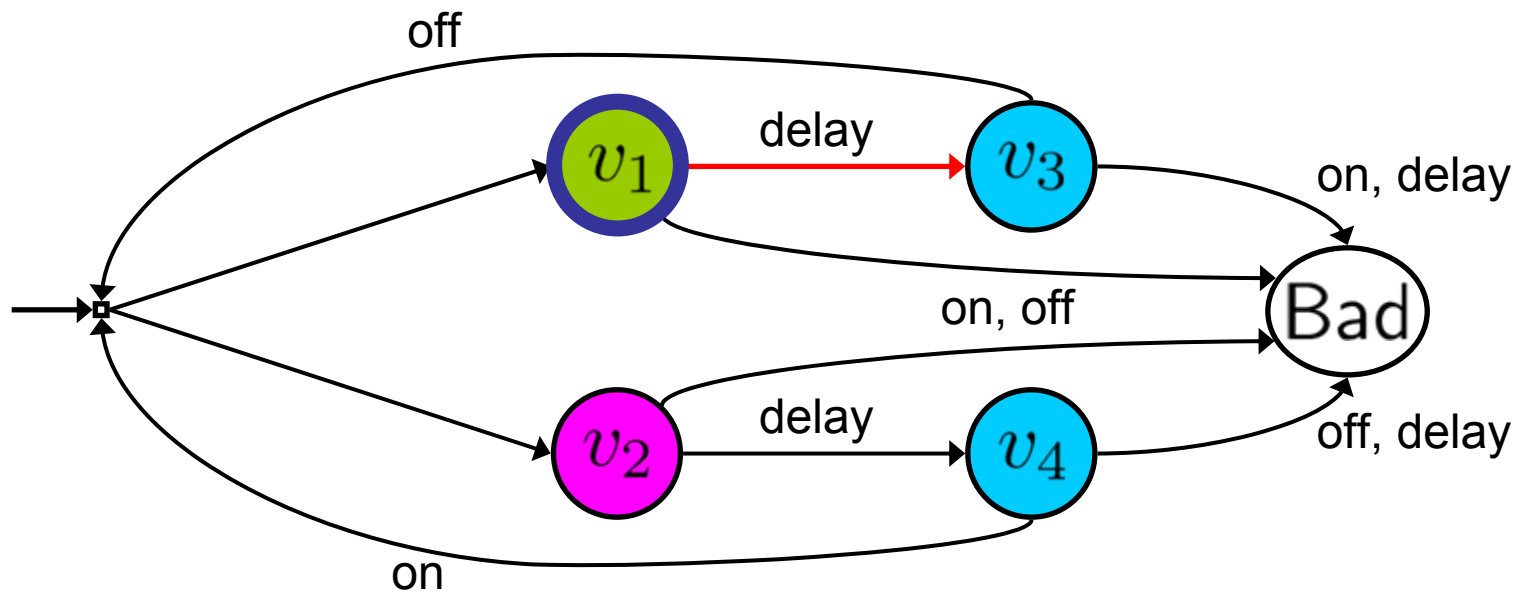 off
delay
v₁
v₃
on, delay
Bad
on, off
delay
v₂
v₄
off, delay
on